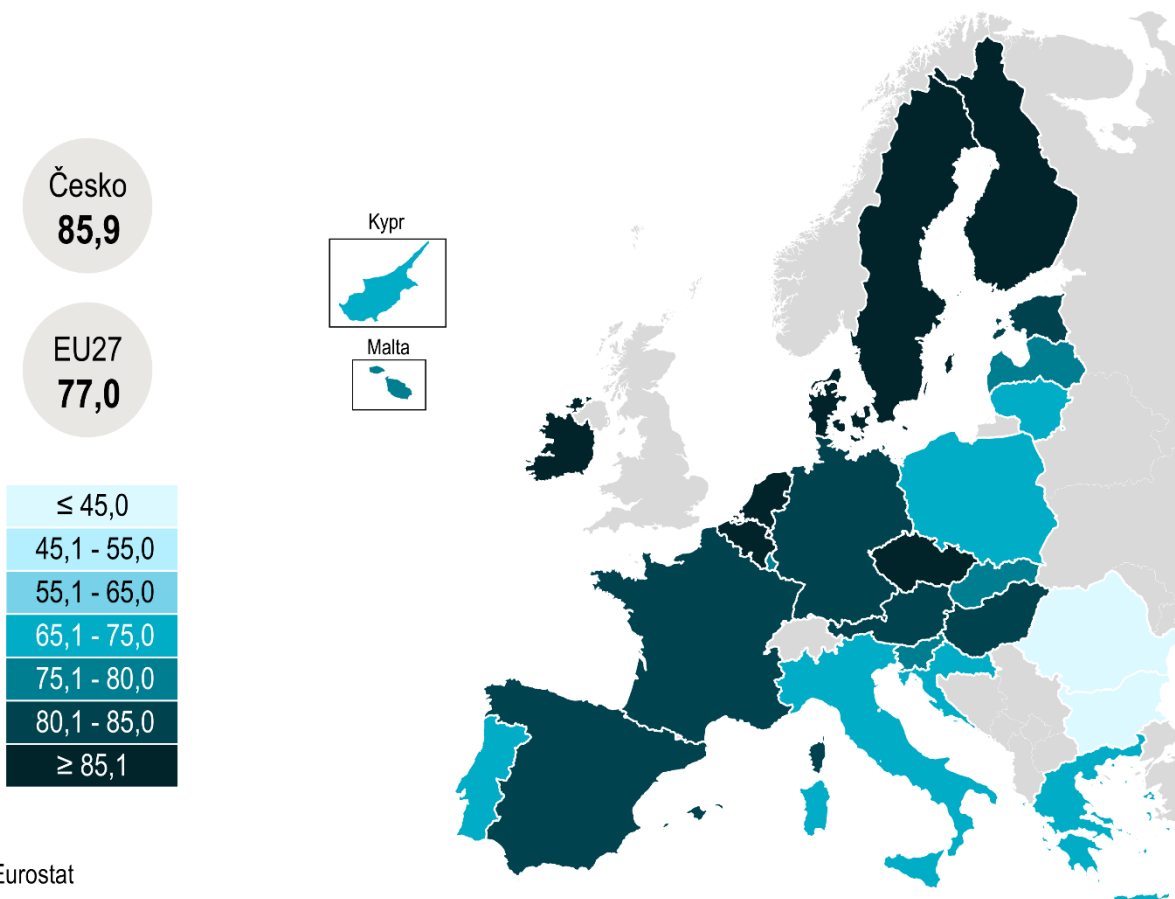 Česko
85,9
EU27
77,0
Kypr
Malta
≤ 45,0
45,1 - 55,0
55,1 - 65,0
65,1 - 75,0
75,1 - 80,0
80,1 - 85,0
≥ 85,1
Eurostat